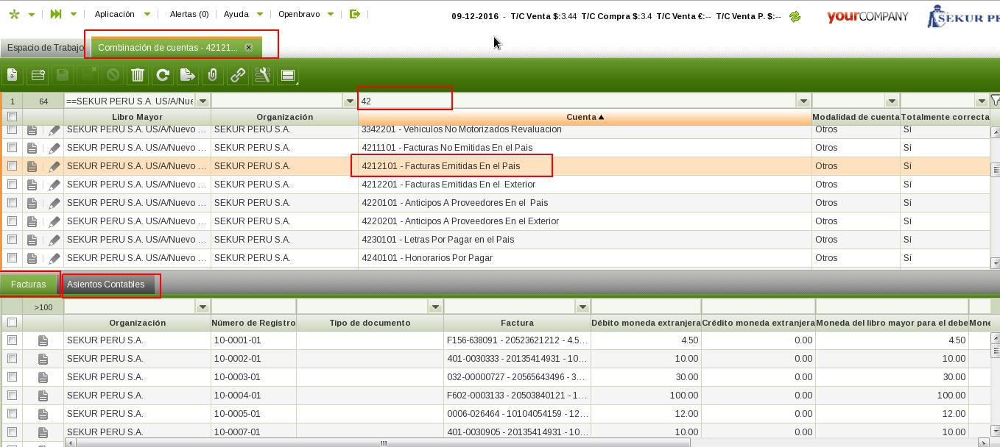 Aplicación Alertas (0) Ayuda Openbravo
09-12-2016 - T/C Venta $:3.44 T/C Compra $:3.4 T/C Venta €:-- T/C Venta P. $:--
yourCOMPANY
SEKUR PE
Espacio de Trabajo Combinación de cuentas - 42121... x
1 64 ==SEKUR PERU S.A. US/A/Nue 42
Libro Mayor Organización Cuenta Modalidad de cuenta Totalmente correcta
SEKUR PERU S.A. US/A/Nuevo ... SEKUR PERU S.A. 3342201 - Vehiculos No Motorizados Revaluacion Otros Sí
SEKUR PERU S.A. US/A/Nuevo ... SEKUR PERU S.A. 4211101 - Facturas No Emitidas En el Pais Otros Sí
SEKUR PERU S.A. US/A/Nuevo ... SEKUR PERU S.A. 4212101 - Facturas Emitidas En el Pais Otros Sí
SEKUR PERU S.A. US/A/Nuevo ... SEKUR PERU S.A. 4212201 - Facturas Emitidas En el Exterior Otros Sí
SEKUR PERU S.A. US/A/Nuevo ... SEKUR PERU S.A. 4220101 - Anticipos A Proveedores En el Pais Otros Sí
SEKUR PERU S.A. US/A/Nuevo ... SEKUR PERU S.A. 4220201 - Anticipos A Proveedores En el Exterior Otros Sí
SEKUR PERU S.A. US/A/Nuevo ... SEKUR PERU S.A. 4230101 - Letras Por Pagar en el Pais Otros Sí
SEKUR PERU S.A. US/A/Nuevo ... SEKUR PERU S.A. 4240101 - Honorarios Por Pagar Otros Sí
Facturas Asientos Contables
>100
Organización Número de Registro Tipo de documento Factura Débito moneda extranjera Crédito moneda extranjera Moneda del libro mayor para el debe Mone
SEKUR PERU S.A. 10-0001-01 F156-638091 - 20523621212 - 4.5... 4.50 0.00 4.50
SEKUR PERU S.A. 10-0002-01 401-0030333 - 20135414931 - 10... 10.00 0.00 10.00
SEKUR PERU S.A. 10-0003-01 032-00000727 - 20565643496 - 3... 30.00 0.00 30.00
SEKUR PERU S.A. 10-0004-01 F602-0003133 - 20503840121 - 1... 100.00 0.00 100.00
SEKUR PERU S.A. 10-0005-01 0006-026464 - 10104054159 - 12... 12.00 0.00 12.00
SEKUR PERU S.A. 10-0007-01 401-0030905 - 20135414931 - 10... 10.00 0.00 10.00